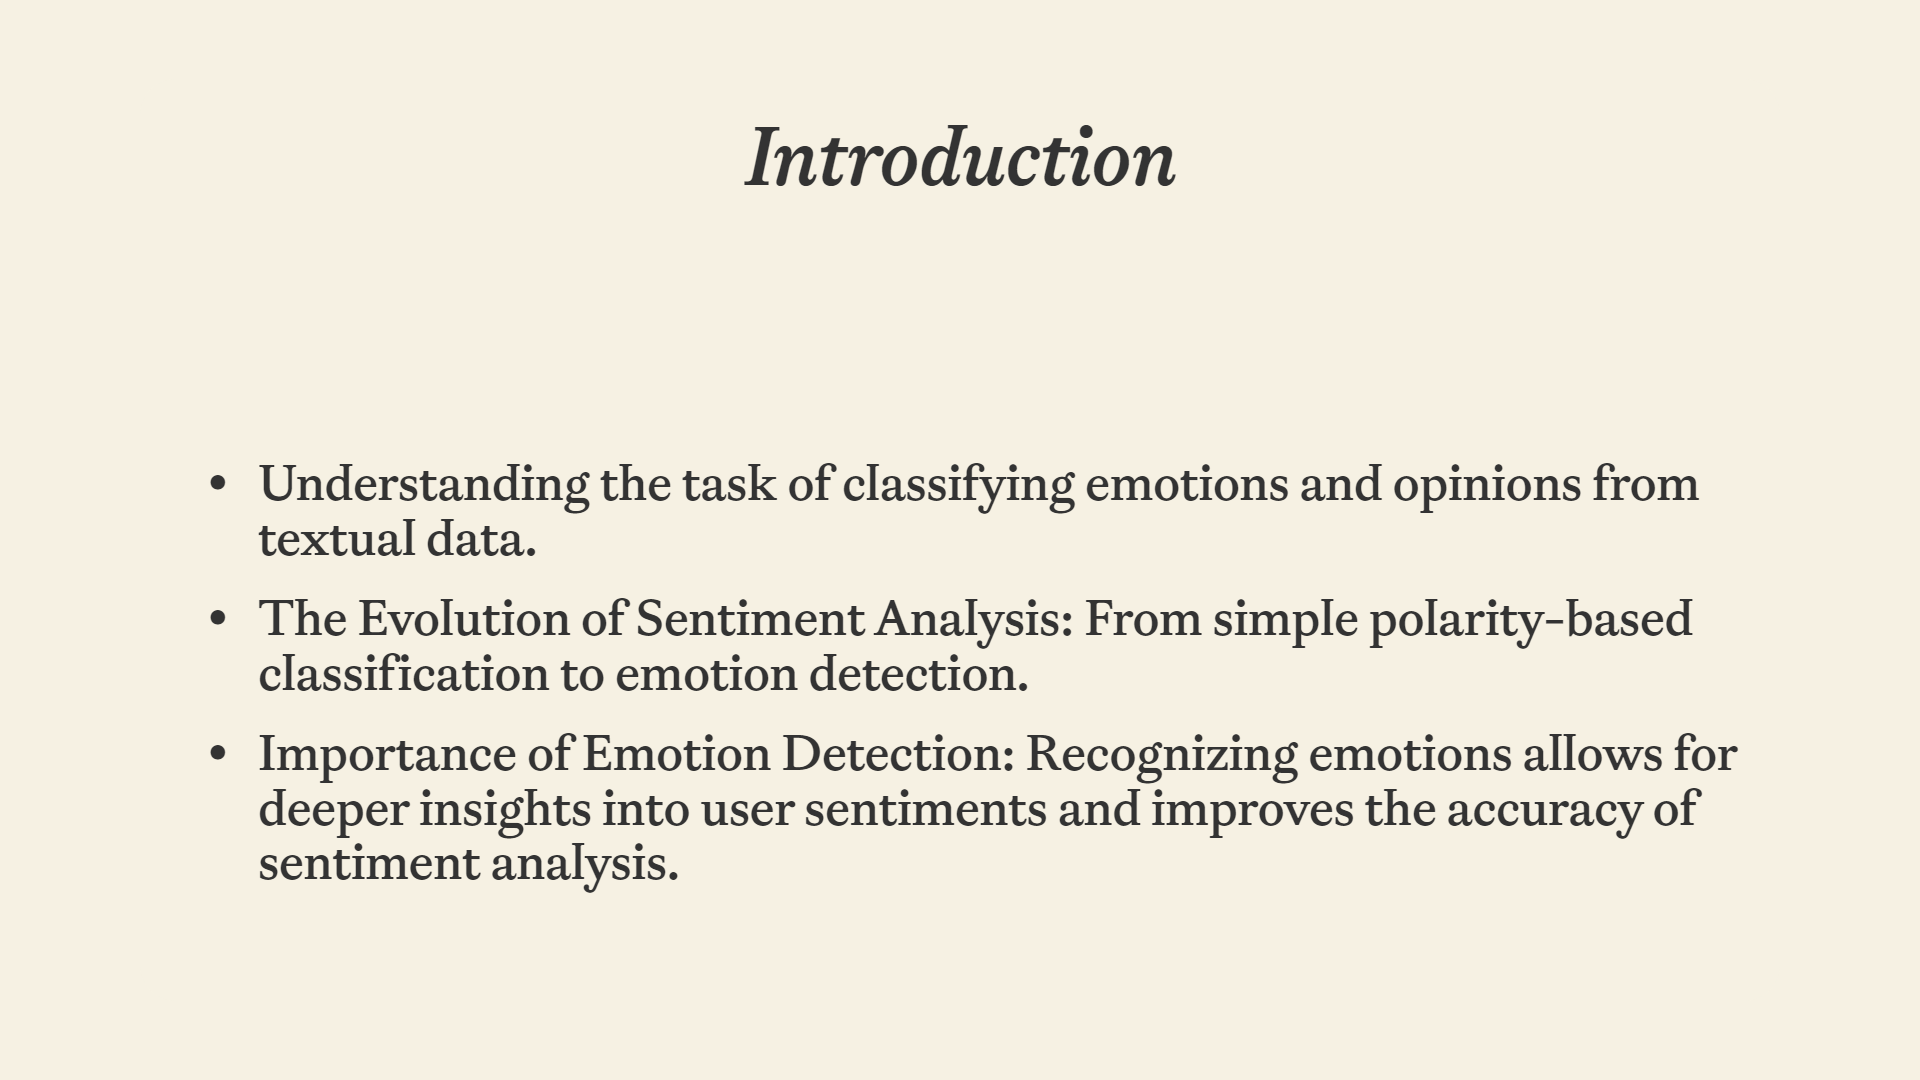 Introduction
• Understanding the task of classifying emotions and opinions from
textual data.
• The Evolution of Sentiment Analysis: From simple polarity-based
classification to emotion detection.
• Importance of Emotion Detection: Recognizing emotions allows for
deeper insights into user sentiments and improves the accuracy of
sentiment analysis.